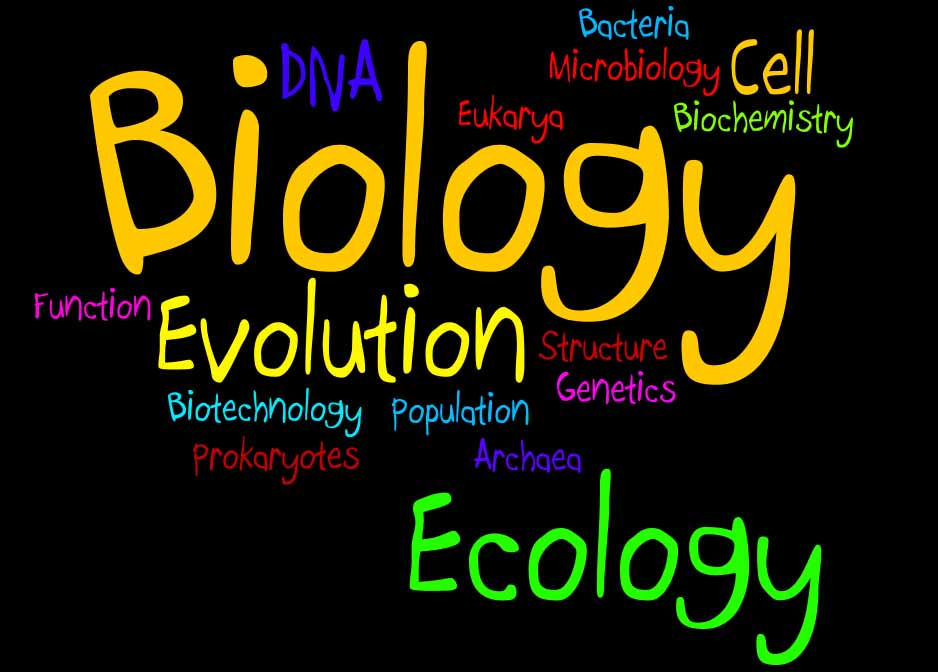 Bacteria
DNA
Microbiology
Cell
Eukarya
Biochemistry
Biology
Function
Evolution
Structure
Genetics
Biotechnology
Population
Prokaryotes
Archaea
Ecology